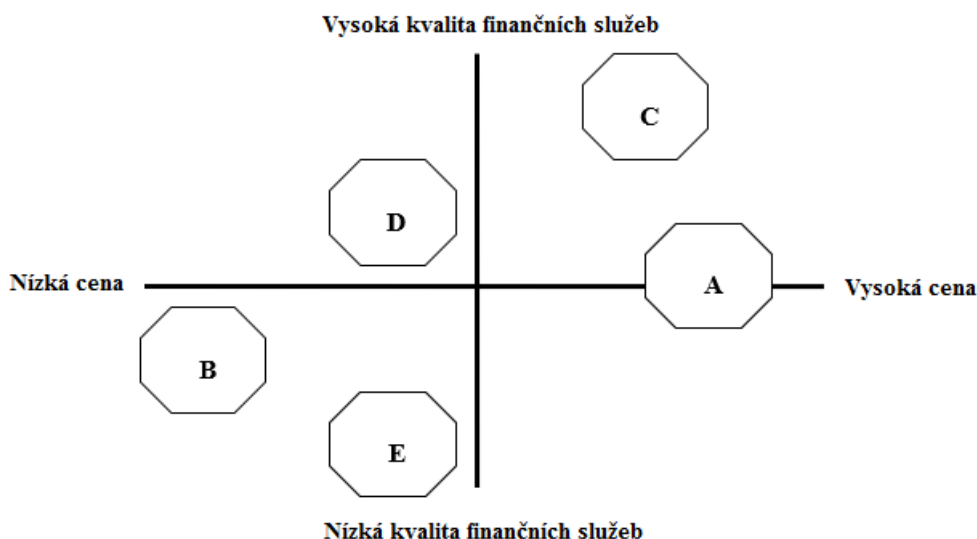 Vysoká kvalita finančních služeb
C
D
Nízká cena
A
Vysoká cena
B
E
Nízká kvalita finančních služeb